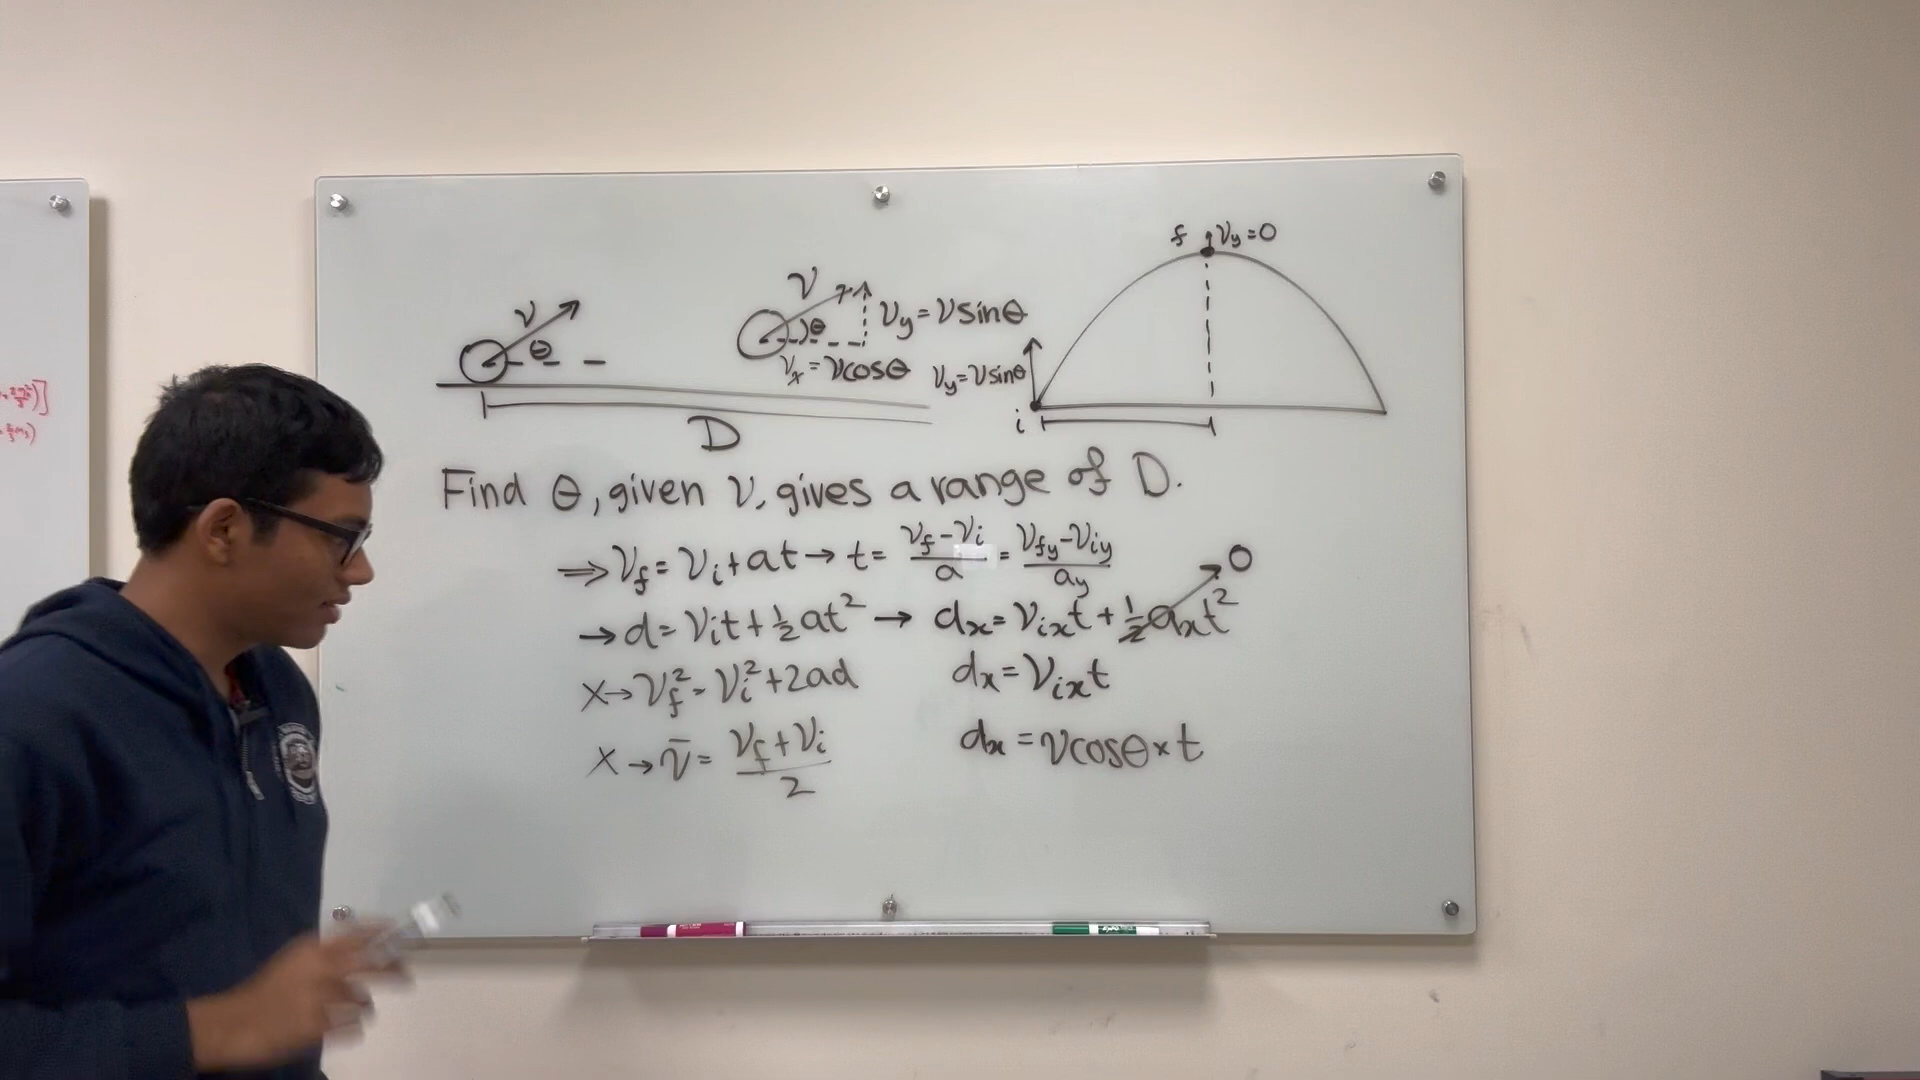 f v_y = 0
v
θ
v
θ
v_y = v sinθ
v_x = v cosθ
v_y = v sinθ
i
D
Find θ, given v, gives a range of D.
⇒ v_f = v_i + at → t = (v_f - v_i)/a = (v_fy - v_iy)/a_y
→ d = v_i t + 1/2 at² → d_x = v_ix t + 1/2 a_x t² 0
x → v_f² = v_i² + 2ad d_x = v_ix t
x → v̄ = (v_f + v_i)/2 d_x = v cosθ × t